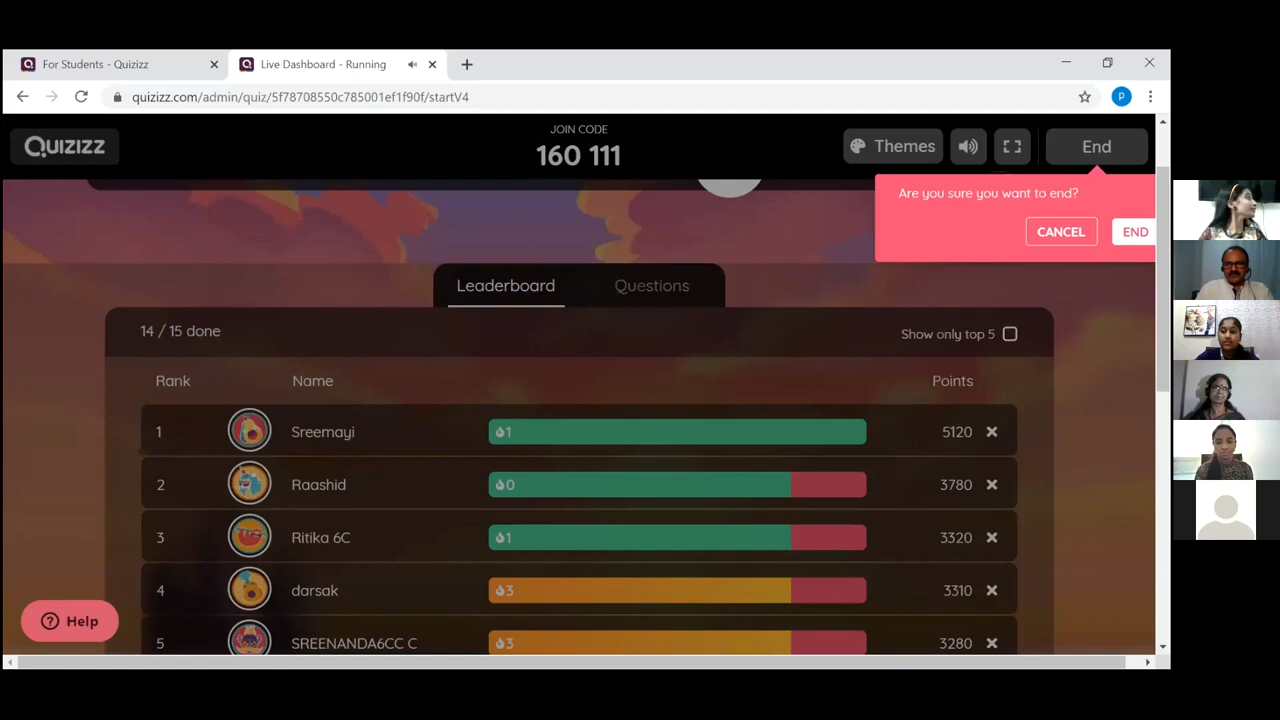 For Students - Quizizz
Live Dashboard - Running
quizizz.com/admin/quiz/5f78708550c785001ef1f90f/startV4
P
QUIZIZZ
JOIN CODE
160 111
Themes
End
Are you sure you want to end?
CANCEL
END
Leaderboard
Questions
14 / 15 done
Show only top 5
Rank Name Points
1 Sreemayi 1 5120
2 Raashid 0 3780
3 Ritika 6C 1 3320
4 darsak 3 3310
5 SREENANDA6CC C 3 3280
Help